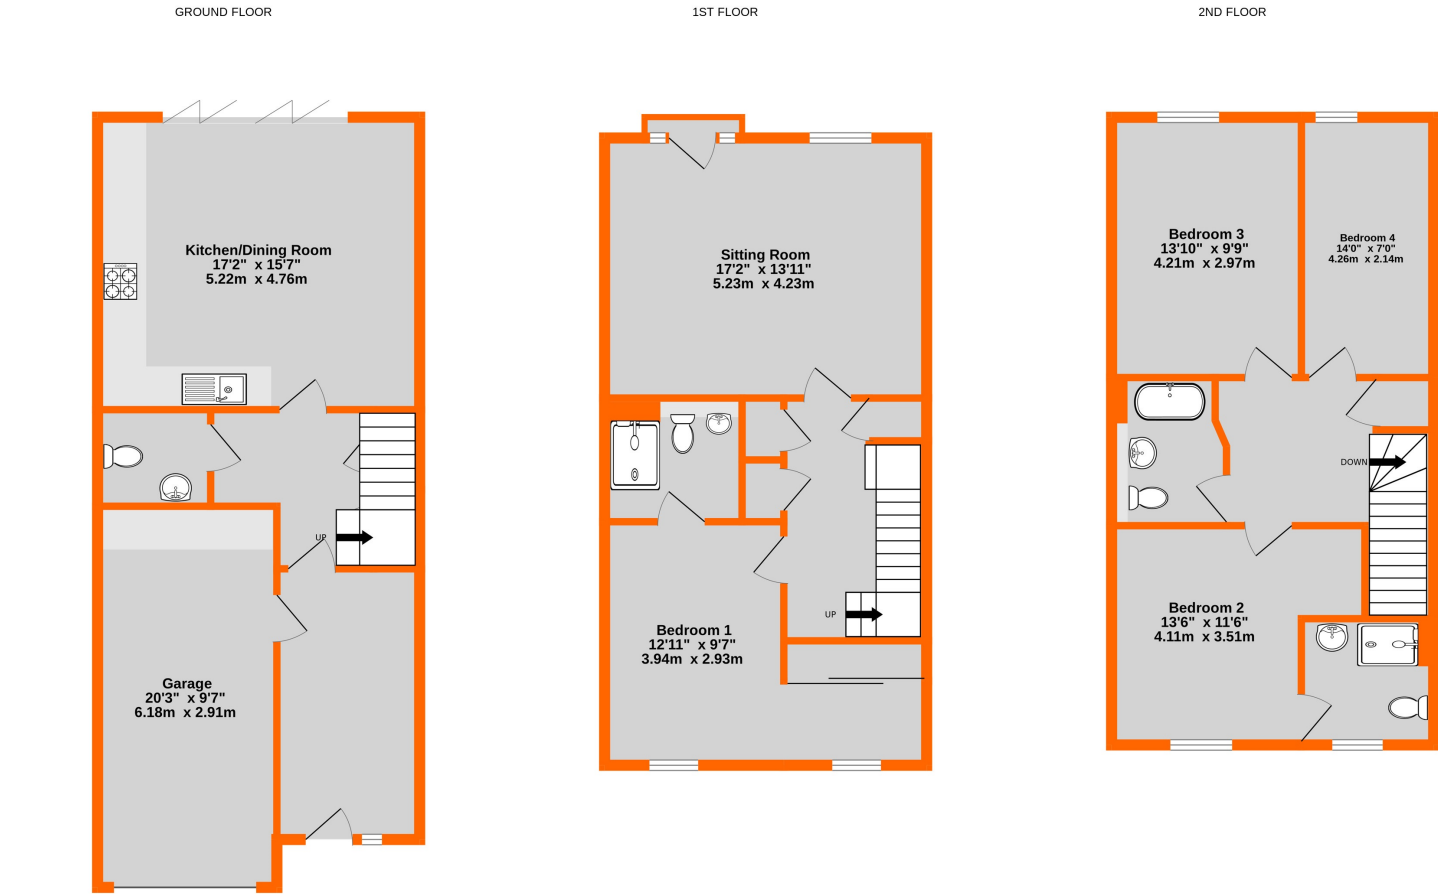 GROUND FLOOR
1ST FLOOR
2ND FLOOR
Kitchen/Dining Room
17'2" x 15'7"
5.22m x 4.76m
UP
Garage
20'3" x 9'7"
6.18m x 2.91m
Sitting Room
17'2" x 13'11"
5.23m x 4.23m
UP
Bedroom 1
12'11" x 9'7"
3.94m x 2.93m
Bedroom 3
13'10" x 9'9"
4.21m x 2.97m
Bedroom 4
14'0" x 7'0"
4.26m x 2.14m
DOWN
Bedroom 2
13'6" x 11'6"
4.11m x 3.51m